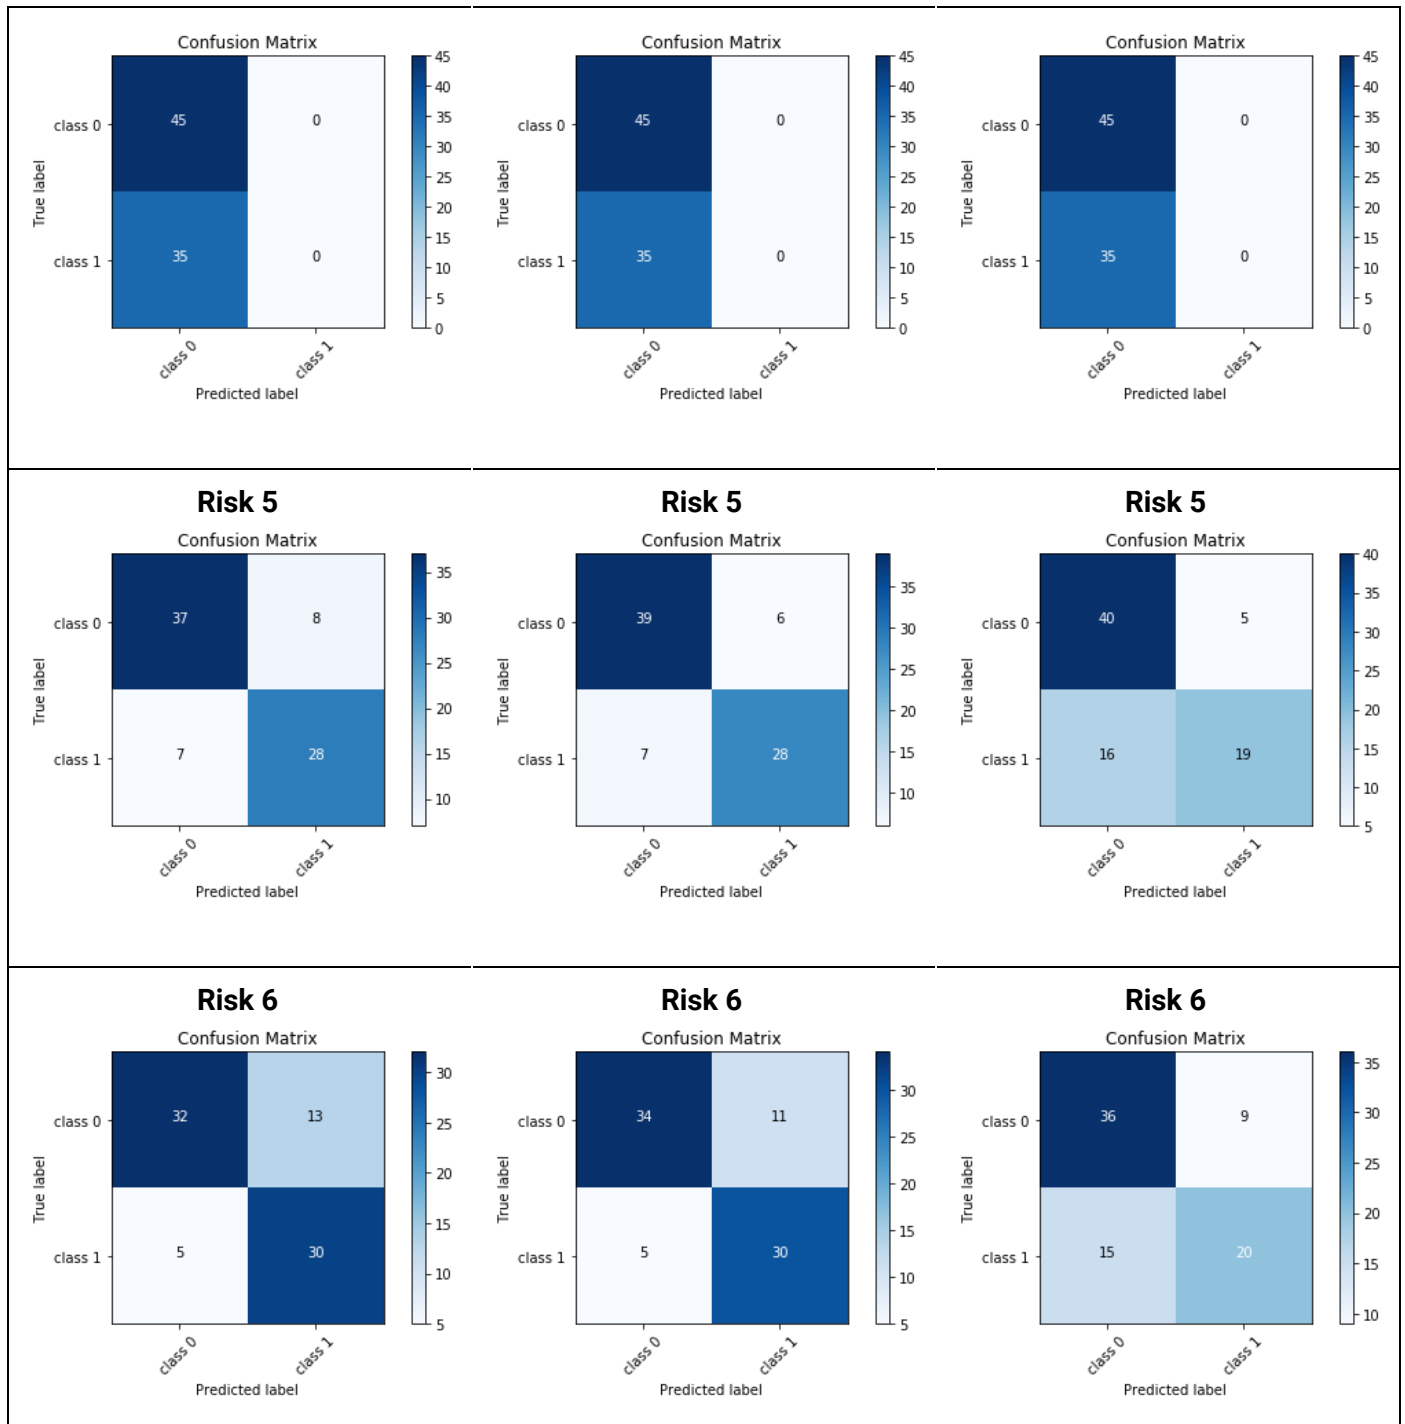 Confusion Matrix
45
40
35
30
25
20
15
10
5
0
class 0
class 1
True label
45 0
35 0
class 0 class 1
Predicted label
Confusion Matrix
45
40
35
30
25
20
15
10
5
0
class 0
class 1
True label
45 0
35 0
class 0 class 1
Predicted label
Confusion Matrix
45
40
35
30
25
20
15
10
5
0
class 0
class 1
True label
45 0
35 0
class 0 class 1
Predicted label
Risk 5
Confusion Matrix
35
30
25
20
15
10
class 0
class 1
True label
37 8
7 28
class 0 class 1
Predicted label
Risk 5
Confusion Matrix
35
30
25
20
15
10
class 0
class 1
True label
39 6
7 28
class 0 class 1
Predicted label
Risk 5
Confusion Matrix
40
35
30
25
20
15
10
5
class 0
class 1
True label
40 5
16 19
class 0 class 1
Predicted label
Risk 6
Confusion Matrix
30
25
20
15
10
5
class 0
class 1
True label
32 13
5 30
class 0 class 1
Predicted label
Risk 6
Confusion Matrix
30
25
20
15
10
5
class 0
class 1
True label
34 11
5 30
class 0 class 1
Predicted label
Risk 6
Confusion Matrix
35
30
25
20
15
10
class 0
class 1
True label
36 9
15 20
class 0 class 1
Predicted label